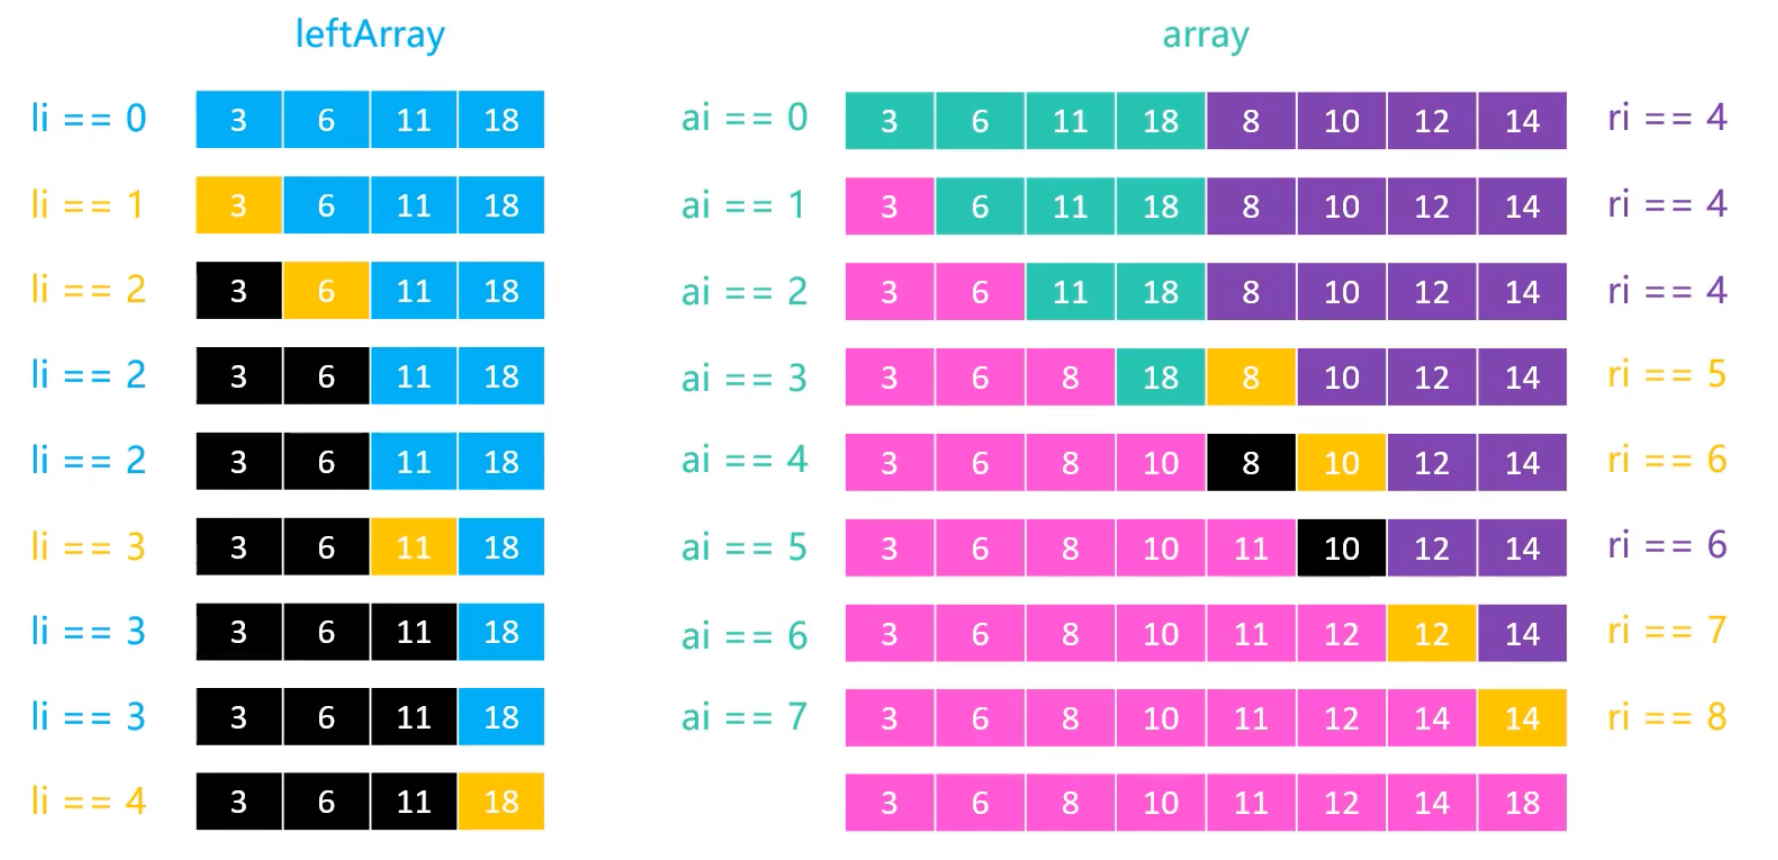 leftArray array
li == 0 3 6 11 18 ai == 0 3 6 11 18 8 10 12 14 ri == 4
li == 1 3 6 11 18 ai == 1 3 6 11 18 8 10 12 14 ri == 4
li == 2 3 6 11 18 ai == 2 3 6 11 18 8 10 12 14 ri == 4
li == 2 3 6 11 18 ai == 3 3 6 8 18 8 10 12 14 ri == 5
li == 2 3 6 11 18 ai == 4 3 6 8 10 8 10 12 14 ri == 6
li == 3 3 6 11 18 ai == 5 3 6 8 10 11 10 12 14 ri == 6
li == 3 3 6 11 18 ai == 6 3 6 8 10 11 12 12 14 ri == 7
li == 3 3 6 11 18 ai == 7 3 6 8 10 11 12 14 14 ri == 8
li == 4 3 6 11 18 3 6 8 10 11 12 14 18